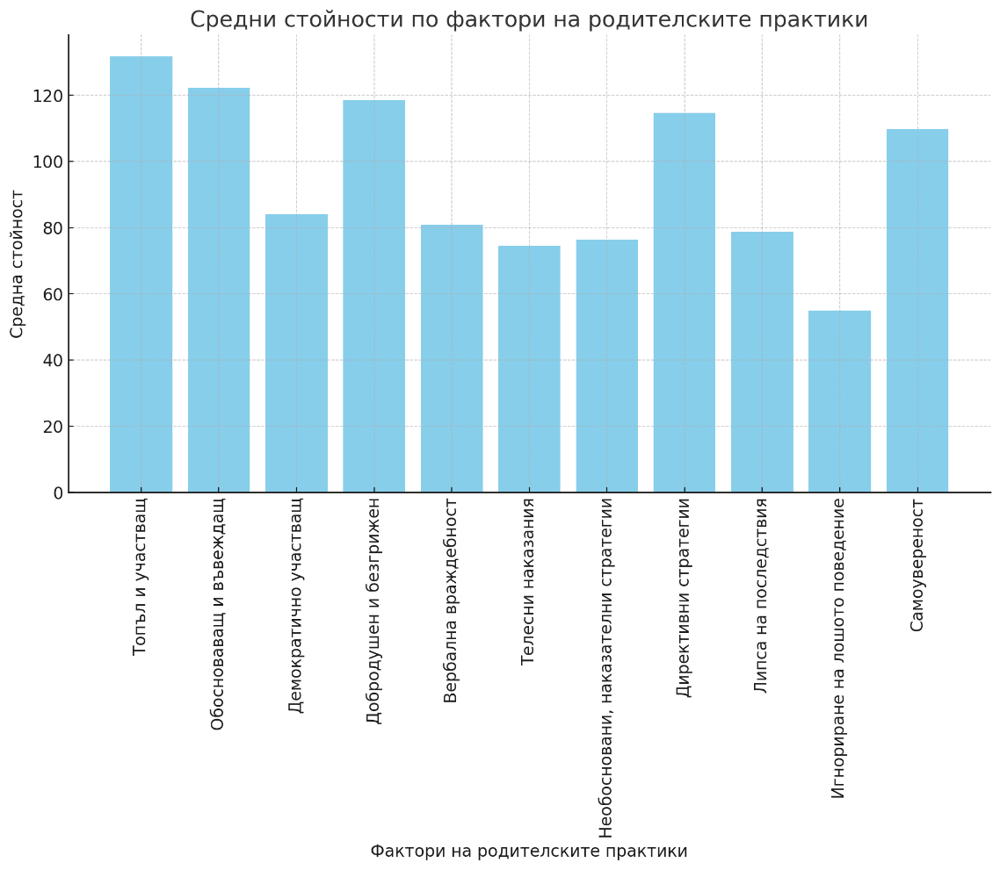 Средни стойности по фактори на родителските практики
Средна стойност
120
100
80
60
40
20
0
Топъл и участващ
Обосноваващ и въвеждащ
Демократично участващ
Добродушен и безгрижен
Вербална враждебност
Телесни наказания
Необосновани, наказателни стратегии
Директивни стратегии
Липса на последствия
Игнориране на лошото поведение
Самоувереност
Фактори на родителските практики